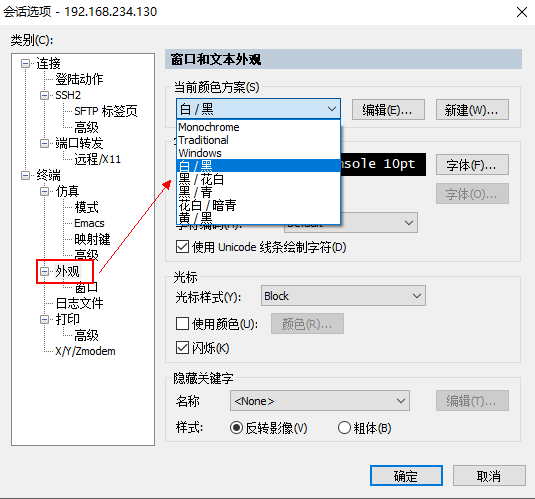 会话选项 - 192.168.234.130
类别(C):
连接
登陆动作
SSH2
SFTP 标签页
高级
端口转发
远程/X11
终端
仿真
模式
Emacs
映射键
高级
外观
窗口
日志文件
打印
高级
X/Y/Zmodem
窗口和文本外观
当前颜色方案(S)
白 / 黑
编辑(E)...
新建(W)...
Monochrome
Traditional
Windows
白 / 黑
黑 / 花白
黑 / 青
花白 / 暗青
黄 / 黑
nsole 10pt
字体(F)...
字体(O)...
字符编码(H):
Default
使用 Unicode 线条绘制字符(D)
光标
光标样式(Y):
Block
使用颜色(U):
颜色(R)...
闪烁(K)
隐藏关键字
名称
<None>
编辑(T)...
样式:
反转影像(V)
粗体(B)
确定
取消